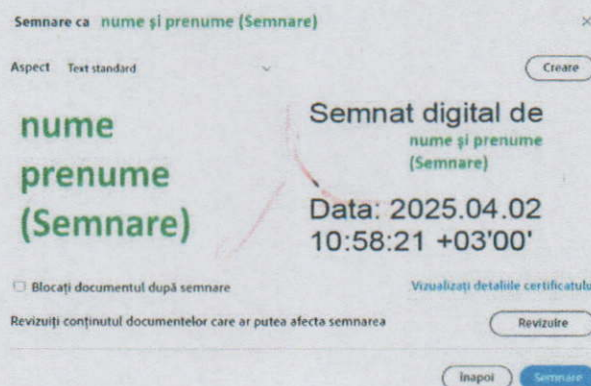 Semnare ca nume și prenume (Semnare)
Aspect Text standard
Creare
nume
prenume
(Semnare)
Semnat digital de
nume și prenume
(Semnare)
Data: 2025.04.02
10:58:21 +03'00'
Blocați documentul după semnare
Vizualizați detaliile certificatului
Revizuiți conținutul documentelor care ar putea afecta semnarea
Revizuire
Înapoi
Semnare